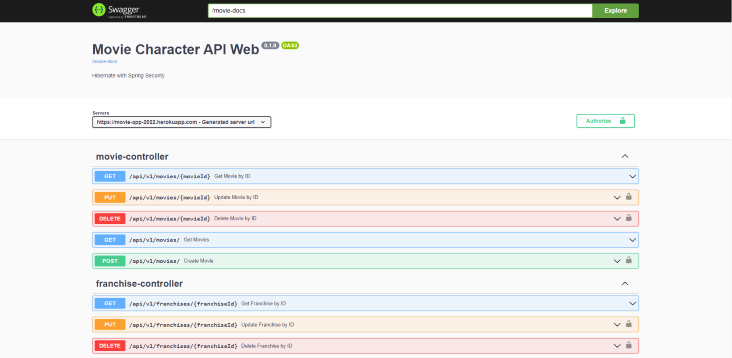 Swagger
Supported by SMARTBEAR
/movie-docs
Explore
Movie Character API Web 0.1.0 OAS3
/movie-docs
Hibernate with Spring Security
Servers
https://movie-app-2022.herokuapp.com - Generated server url
Authorize
movie-controller
GET /api/v1/movies/{movieId} Get Movie by ID
PUT /api/v1/movies/{movieId} Update Movie by ID
DELETE /api/v1/movies/{movieId} Delete Movie by ID
GET /api/v1/movies/ Get Movies
POST /api/v1/movies/ Create Movie
franchise-controller
GET /api/v1/franchises/{franchiseId} Get Franchise by ID
PUT /api/v1/franchises/{franchiseId} Update Franchise by ID
DELETE /api/v1/franchises/{franchiseId} Delete Franchise by ID